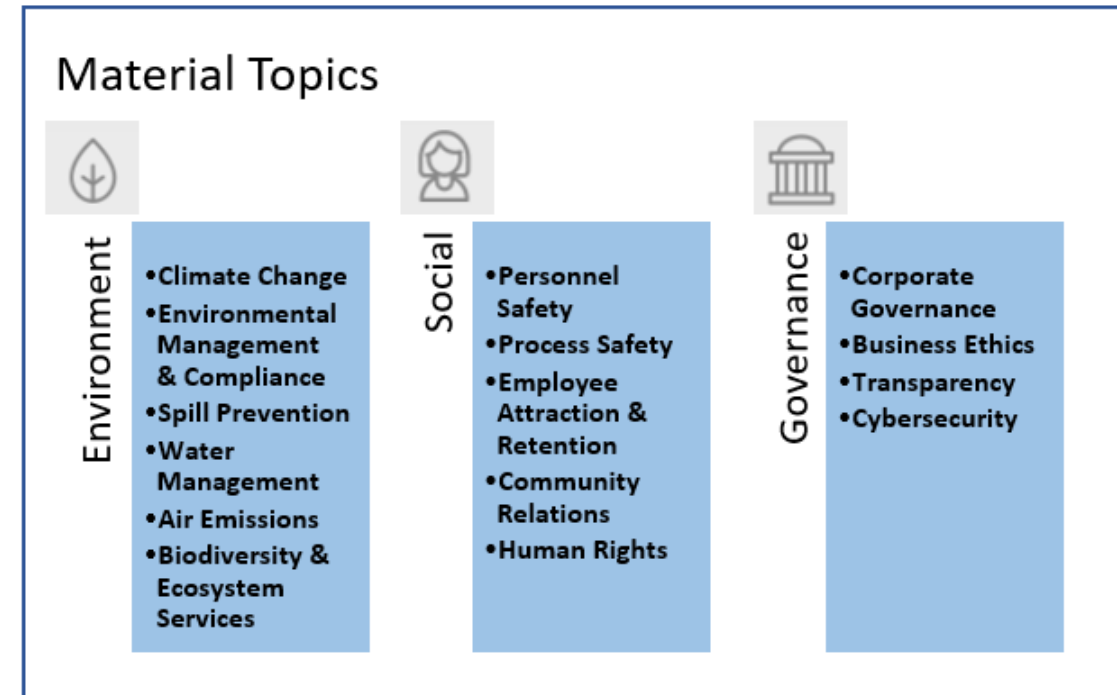 Material Topics
Environment
•Climate Change
•Environmental
Management
& Compliance
•Spill Prevention
•Water
Management
•Air Emissions
•Biodiversity &
Ecosystem
Services
Social
•Personnel
Safety
•Process Safety
•Employee
Attraction &
Retention
•Community
Relations
•Human Rights
Governance
•Corporate
Governance
•Business Ethics
•Transparency
•Cybersecurity